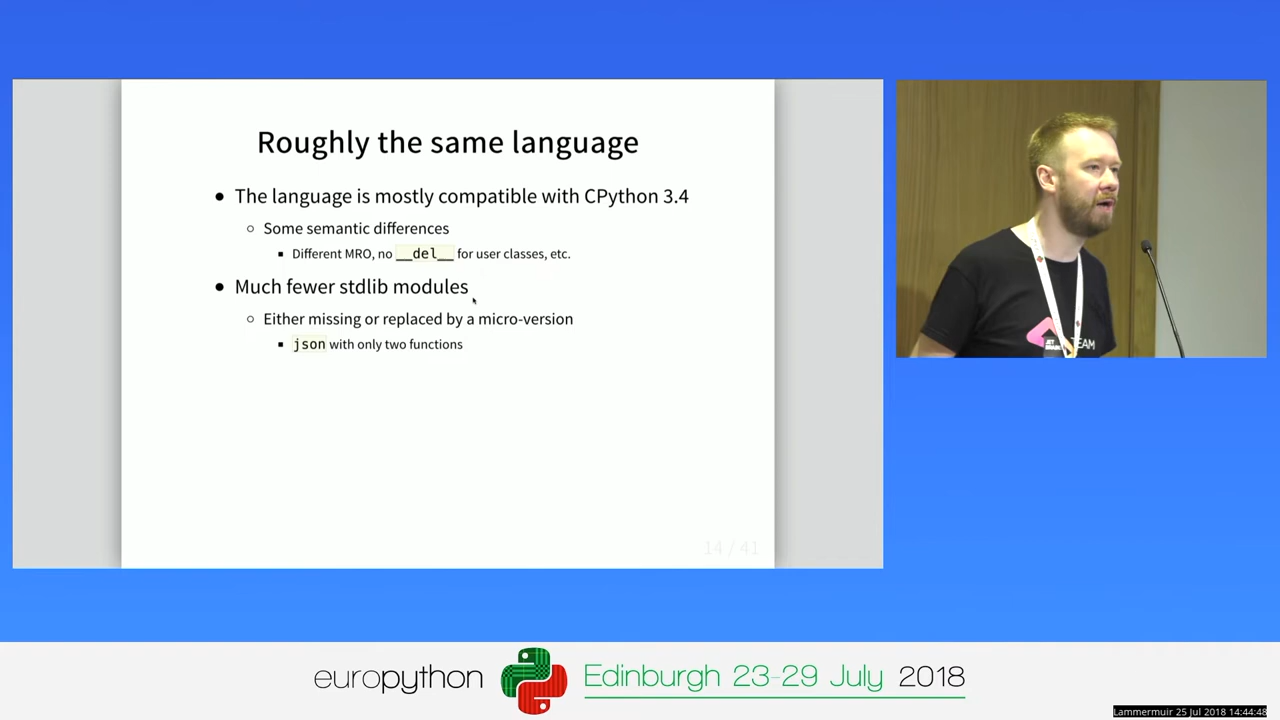 Roughly the same language
● The language is mostly compatible with CPython 3.4
○ Some semantic differences
▪ Different MRO, no __del__ for user classes, etc.
● Much fewer stdlib modules
○ Either missing or replaced by a micro-version
▪ json with only two functions
14 / 41
JET
TEAM
europython
Edinburgh 23-29 July 2018
Lammermuir 25 Jul 2018 14:44:48